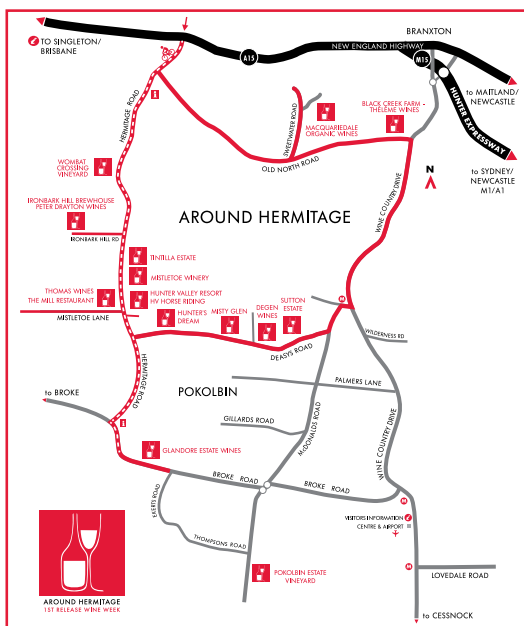 BRANXTON
TO SINGLETON/
BRISBANE
A15
NEW ENGLAND HIGHWAY
M15
to MAITLAND/
NEWCASTLE
HUNTER EXPRESSWAY
HERMITAGE ROAD
i
SWEETWATER ROAD
MACQUARIEDALE
ORGANIC WINES
BLACK CREEK FARM -
THÉLÈME WINES
OLD NORTH ROAD
N
to SYDNEY/
NEWCASTLE
M1/A1
WOMBAT
CROSSING
VINEYARD
WINE COUNTRY DRIVE
IRONBARK HILL BREWHOUSE
PETER DRAYTON WINES
AROUND HERMITAGE
IRONBARK HILL RD
TINTILLA ESTATE
MISTLETOE WINERY
THOMAS WINES
THE MILL RESTAURANT
HUNTER VALLEY RESORT
HV HORSE RIDING
MISTLETOE LANE
HUNTER'S
DREAM
MISTY GLEN
DEGEN
WINES
SUTTON
ESTATE
WILDERNESS RD
DEASYS ROAD
HERMITAGE ROAD
to BROKE
POKOLBIN
PALMERS LANE
McDONALDS ROAD
GILLARDS ROAD
WINE COUNTRY DRIVE
i
GLANDORE ESTATE WINES
BROKE ROAD
BROKE ROAD
EKERTS ROAD
THOMPSONS ROAD
VISITORS INFORMATION
CENTRE & AIRPORT
POKOLBIN ESTATE
VINEYARD
LOVEDALE ROAD
to CESSNOCK
AROUND HERMITAGE
1ST RELEASE WINE WEEK